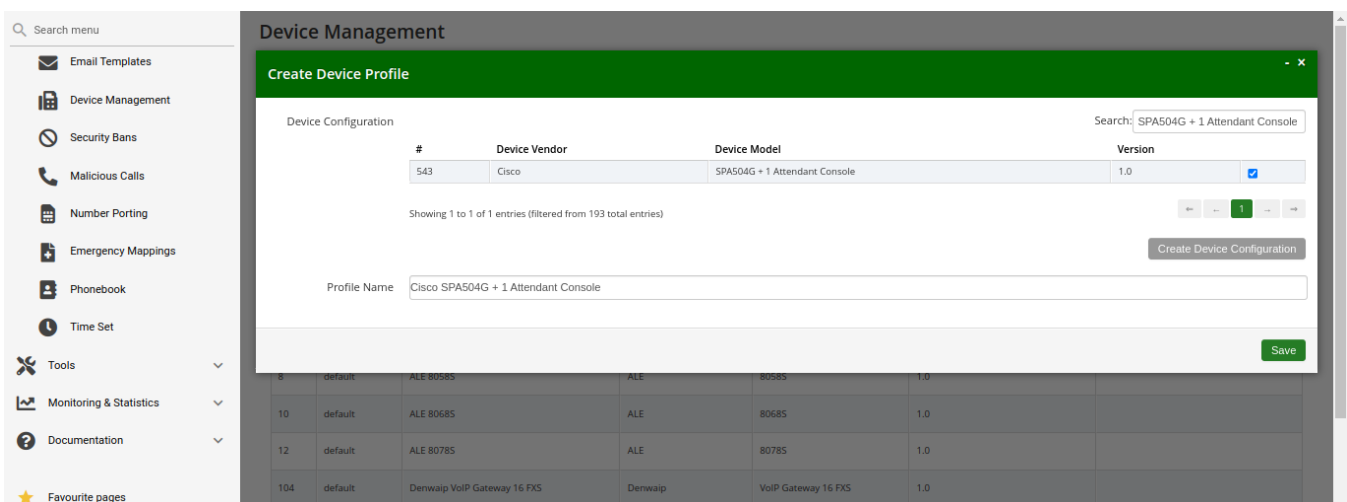 Search menu
Email Templates
Device Management
Security Bans
Malicious Calls
Number Porting
Emergency Mappings
Phonebook
Time Set
Tools
Monitoring & Statistics
Documentation
Favourite pages
Device Management
Create Device Profile
- ×
Device Configuration
Search: SPA504G + 1 Attendant Console
# Device Vendor Device Model Version
543 Cisco SPA504G + 1 Attendant Console 1.0
Showing 1 to 1 of 1 entries (filtered from 193 total entries)
⇐ ← 1 → ⇒
Create Device Configuration
Profile Name Cisco SPA504G + 1 Attendant Console
Save
8 default ALE 8058S ALE 8058S 1.0
10 default ALE 8068S ALE 8068S 1.0
12 default ALE 8078S ALE 8078S 1.0
104 default Denwaip VoIP Gateway 16 FXS Denwaip VoIP Gateway 16 FXS 1.0